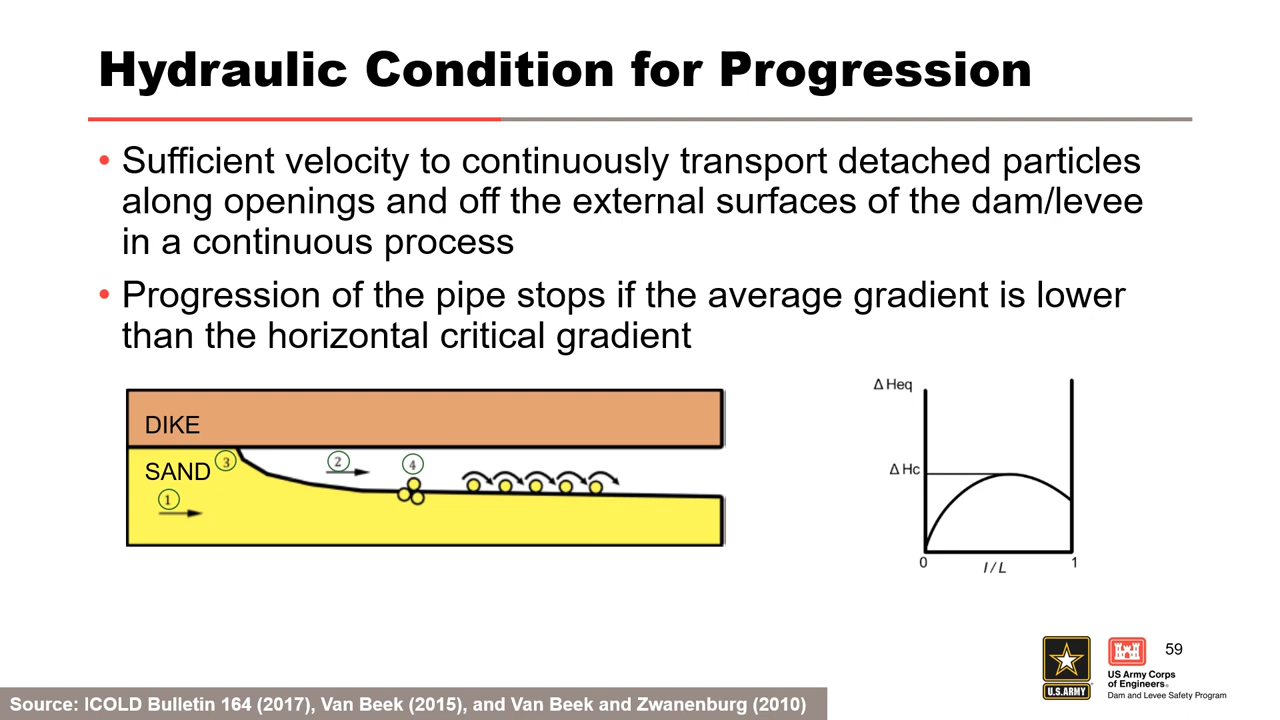 Hydraulic Condition for Progression
• Sufficient velocity to continuously transport detached particles
along openings and off the external surfaces of the dam/levee
in a continuous process
• Progression of the pipe stops if the average gradient is lower
than the horizontal critical gradient
DIKE
SAND
3
2
4
1
Δ Heq
Δ Hc
0
l / L
1
59
U.S.ARMY
US Army Corps
of Engineers®
Dam and Levee Safety Program
Source: ICOLD Bulletin 164 (2017), Van Beek (2015), and Van Beek and Zwanenburg (2010)